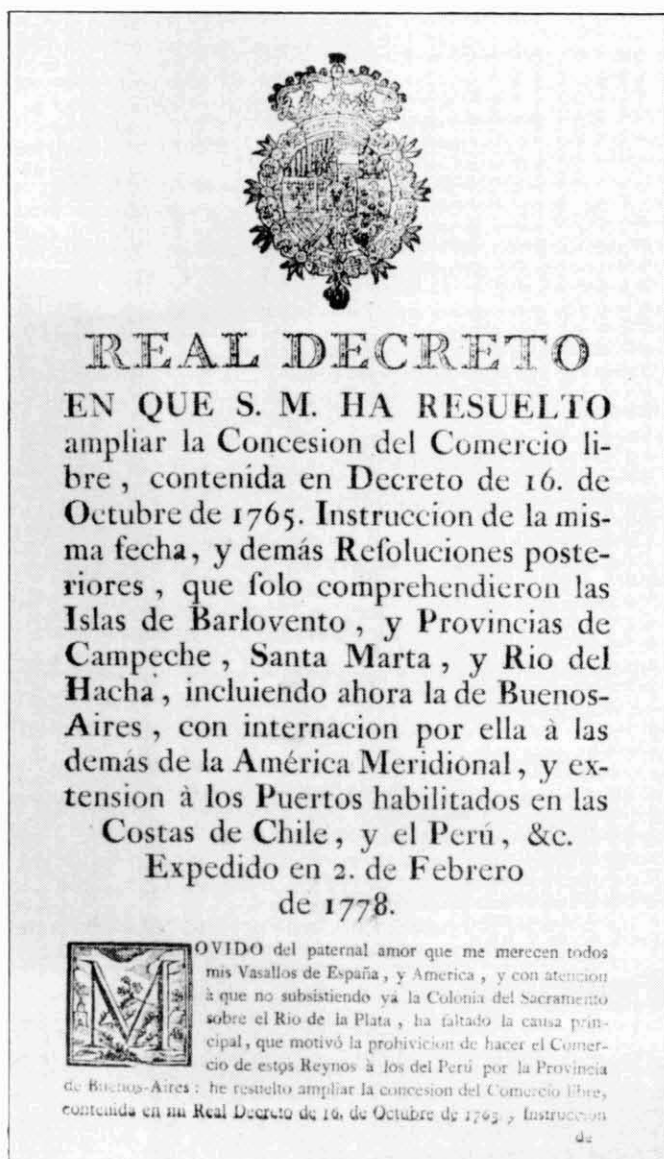 REAL DECRETO
EN QUE S. M. HA RESUELTO
ampliar la Concesion del Comercio li-
bre , contenida en Decreto de 16. de
Octubre de 1765. Instruccion de la mis-
ma fecha, y demás Reſoluciones poste-
riores , que ſolo comprehendieron las
Islas de Barlovento , y Provincias de
Campeche , Santa Marta , y Rio del
Hacha , incluiendo ahora la de Buenos-
Aires , con internacion por ella à las
demás de la América Meridional, y ex-
tension à los Puertos habilitados en las
Costas de Chile, y el Perú, &c.
Expedido en 2. de Febrero
de 1778.
MOVIDO del paternal amor que me merecen todos
mis Vasallos de España , y America , y con atencion
à que no subsistiendo yá la Colonia del Sacramento
sobre el Rio de la Plata , ha faltado la causa prin-
cipal, que motivó la prohivicion de hacer el Comer-
cio de estos Reynos à los del Perú por la Provincia
de Buenos-Aires : he resuelto ampliar la concesion del Comercio libre,
contenida en mi Real Decreto de 16. de Octubre de 1765 , Instruccion
de